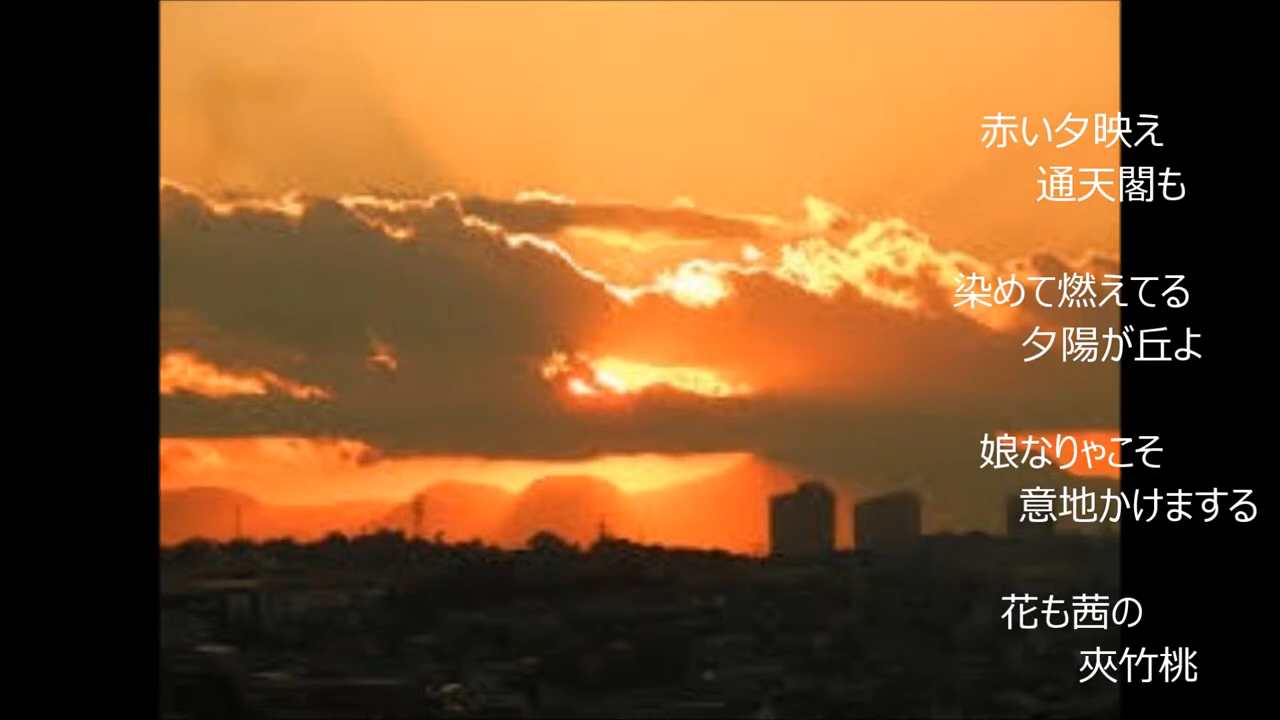 赤い夕映え
通天閣も
染めて燃えてる
夕陽が丘よ
娘なりゃこそ
意地かけまする
花も茜の
夾竹桃